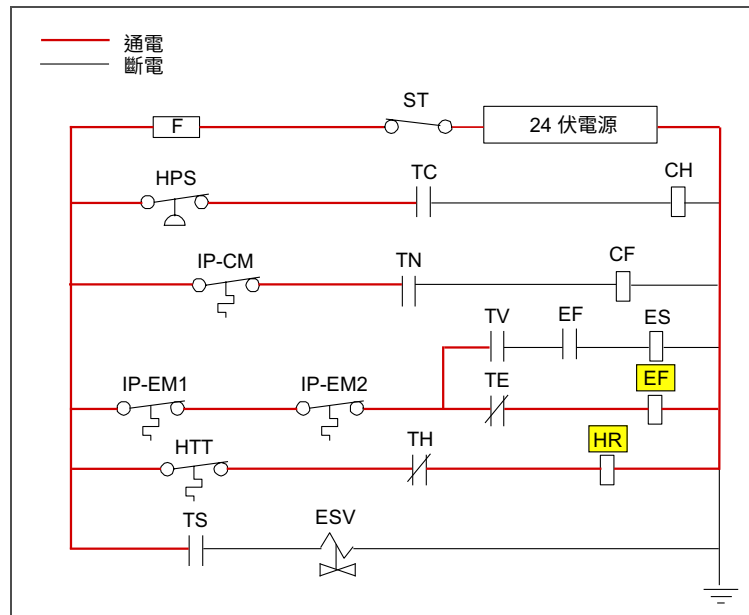 通電
斷電
ST
F
24 伏電源
HPS
TC
CH
IP-CM
TN
CF
TV
EF
ES
IP-EM1
IP-EM2
TE
EF
HTT
TH
HR
TS
ESV